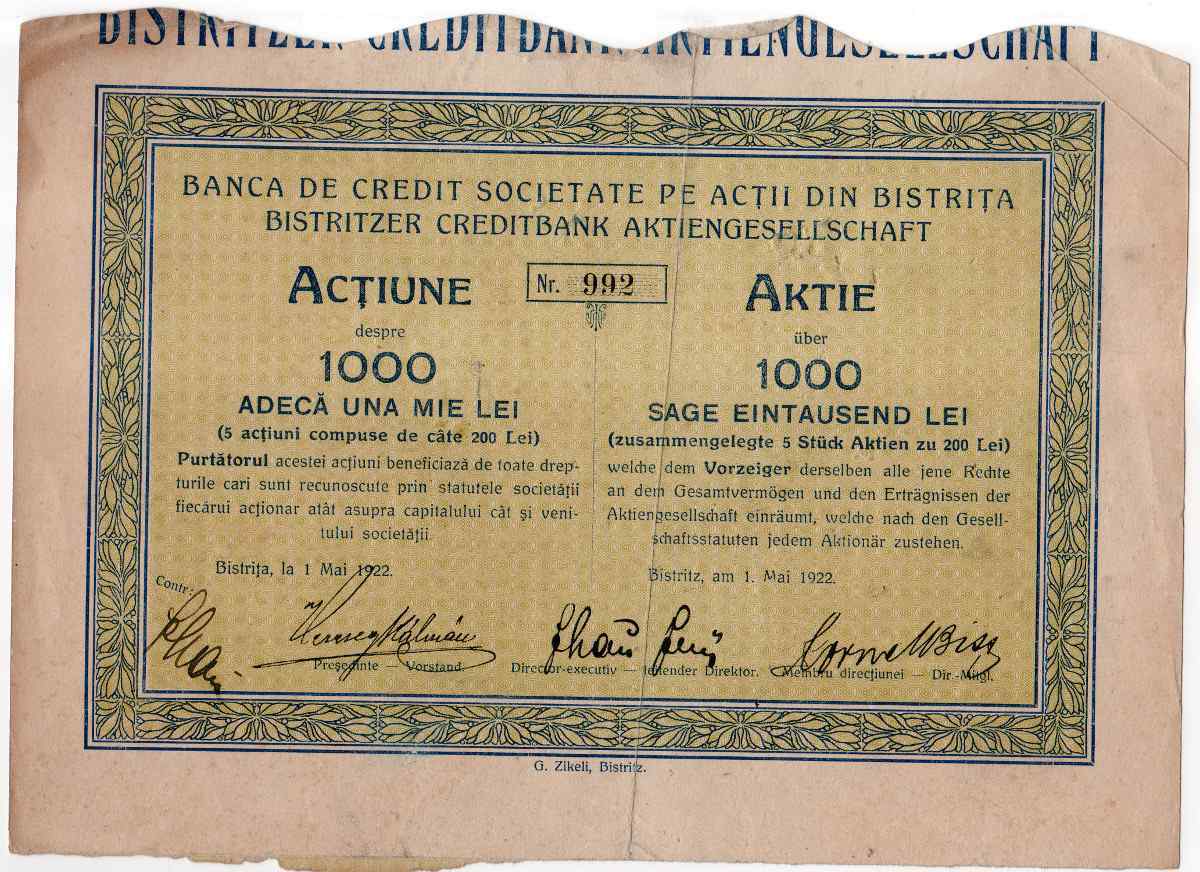 BISTRITZER CREDITBANK AKTIENGESELLSCHAFT
BANCA DE CREDIT SOCIETATE PE ACȚII DIN BISTRIȚA
BISTRITZER CREDITBANK AKTIENGESELLSCHAFT
Nr. 992
ACȚIUNE
despre
1000
ADECĂ UNA MIE LEI
(5 acțiuni compuse de câte 200 Lei)
Purtătorul acestei acțiuni beneficiază de toate drep-
turile cari sunt recunoscute prin statutele societății
fiecărui acționar atât asupra capitalului cât și veni-
tului societății.
Bistrița, la 1 Mai 1922.
AKTIE
über
1000
SAGE EINTAUSEND LEI
(zusammengelegte 5 Stück Aktien zu 200 Lei)
welche dem Vorzeiger derselben alle jene Rechte
an dem Gesamtvermögen und den Erträgnissen der
Aktiengesellschaft einräumt, welche nach den Gesell-
schaftsstatuten jedem Aktionär zustehen.
Bistritz, am 1. Mai 1922.
Contr.:
Kálmán
Președinte — Vorstand.
Director-executiv — leitender Direktor.
Membru direcțiunei — Dir.-Mitgl.
G. Zikeli, Bistritz.